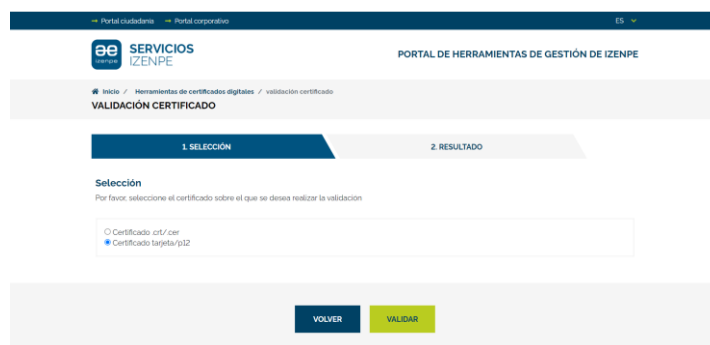 → Portal ciudadanía → Portal corporativo ES
izenpe SERVICIOS IZENPE
PORTAL DE HERRAMIENTAS DE GESTIÓN DE IZENPE
Inicio / Herramientas de certificados digitales / validación certificado
VALIDACIÓN CERTIFICADO
1. SELECCIÓN 2. RESULTADO
Selección
Por favor, seleccione el certificado sobre el que se desea realizar la validación
Certificado .crt/.cer
Certificado tarjeta/p12
VOLVER VALIDAR